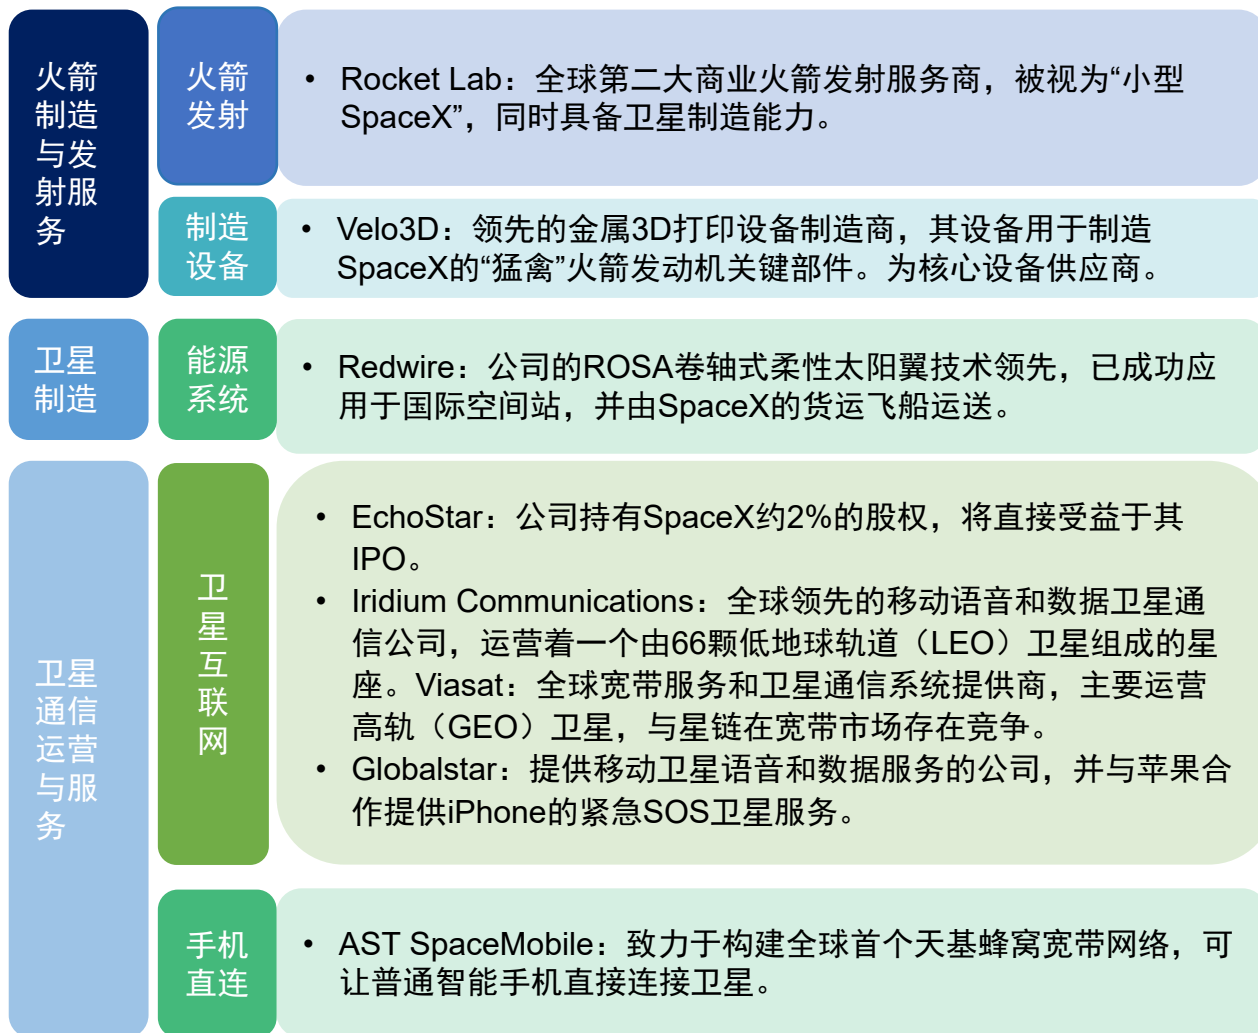 火箭
制造
与发
射服
务
火箭
发射
• Rocket Lab：全球第二大商业火箭发射服务商，被视为“小型
SpaceX”，同时具备卫星制造能力。
制造
设备
• Velo3D：领先的金属3D打印设备制造商，其设备用于制造
SpaceX的“猛禽”火箭发动机关键部件。为核心设备供应商。
卫星
制造
能源
系统
• Redwire：公司的ROSA卷轴式柔性太阳翼技术领先，已成功应
用于国际空间站，并由SpaceX的货运飞船运送。
卫星
通信
运营
与服
务
卫
星
互
联
网
• EchoStar：公司持有SpaceX约2%的股权，将直接受益于其
IPO。
• Iridium Communications：全球领先的移动语音和数据卫星通
信公司，运营着一个由66颗低地球轨道（LEO）卫星组成的星
座。Viasat：全球宽带服务和卫星通信系统提供商，主要运营
高轨（GEO）卫星，与星链在宽带市场存在竞争。
• Globalstar：提供移动卫星语音和数据服务的公司，并与苹果合
作提供iPhone的紧急SOS卫星服务。
手机
直连
• AST SpaceMobile：致力于构建全球首个天基蜂窝宽带网络，可
让普通智能手机直接连接卫星。